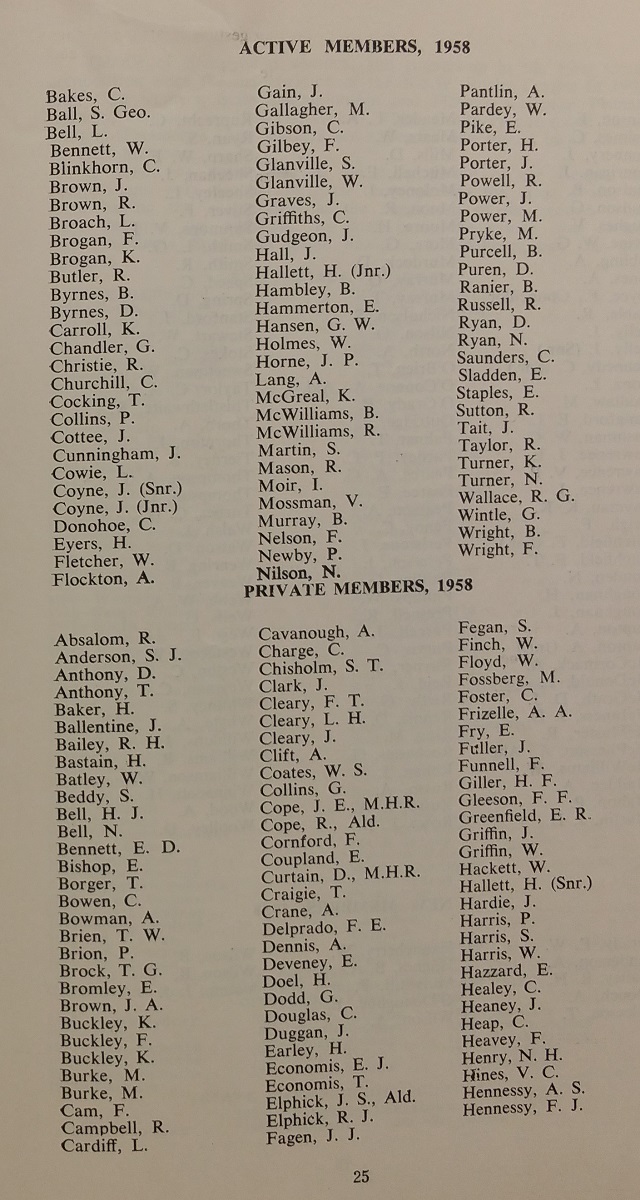 ACTIVE MEMBERS, 1958
Bakes, C.
Ball, S. Geo.
Bell, L.
Bennett, W.
Blinkhorn, C.
Brown, J.
Brown, R.
Broach, L.
Brogan, F.
Brogan, K.
Butler, R.
Byrnes, B.
Byrnes, D.
Carroll, K.
Chandler, G.
Christie, R.
Churchill, C.
Cocking, T.
Collins, P.
Cottee, J.
Cunningham, J.
Cowie, L.
Coyne, J. (Snr.)
Coyne, J. (Jnr.)
Donohoe, C.
Eyers, H.
Fletcher, W.
Flockton, A.
Gain, J.
Gallagher, M.
Gibson, C.
Gilbey, F.
Glanville, S.
Glanville, W.
Graves, J.
Griffiths, C.
Gudgeon, J.
Hall, J.
Hallett, H. (Jnr.)
Hambley, B.
Hammerton, E.
Hansen, G. W.
Holmes, W.
Horne, J. P.
Lang, A.
McGreal, K.
McWilliams, B.
McWilliams, R.
Martin, S.
Mason, R.
Moir, I.
Mossman, V.
Murray, B.
Nelson, F.
Newby, P.
Nilson, N.
Pantlin, A.
Pardey, W.
Pike, E.
Porter, H.
Porter, J.
Powell, R.
Power, J.
Power, M.
Pryke, M.
Purcell, B.
Puren, D.
Ranier, B.
Russell, R.
Ryan, D.
Ryan, N.
Saunders, C.
Sladden, E.
Staples, E.
Sutton, R.
Tait, J.
Taylor, R.
Turner, K.
Turner, N.
Wallace, R. G.
Wintle, G.
Wright, B.
Wright, F.
PRIVATE MEMBERS, 1958
Absalom, R.
Anderson, S. J.
Anthony, D.
Anthony, T.
Baker, H.
Ballentine, J.
Bailey, R. H.
Bastain, H.
Batley, W.
Beddy, S.
Bell, H. J.
Bell, N.
Bennett, E. D.
Bishop, E.
Borger, T.
Bowen, C.
Bowman, A.
Brien, T. W.
Brion, P.
Brock, T. G.
Bromley, E.
Brown, J. A.
Buckley, K.
Buckley, F.
Buckley, K.
Burke, M.
Burke, M.
Cam, F.
Campbell, R.
Cardiff, L.
Cavanough, A.
Charge, C.
Chisholm, S. T.
Clark, J.
Cleary, F. T.
Cleary, L. H.
Cleary, J.
Clift, A.
Coates, W. S.
Collins, G.
Cope, J. E., M.H.R.
Cope, R., Ald.
Cornford, F.
Coupland, E.
Curtain, D., M.H.R.
Craigie, T.
Crane, A.
Delprado, F. E.
Dennis, A.
Deveney, E.
Doel, H.
Dodd, G.
Douglas, C.
Duggan, J.
Earley, H.
Economis, E. J.
Economis, T.
Elphick, J. S., Ald.
Elphick, R. J.
Fagen, J. J.
Fegan, S.
Finch, W.
Floyd, W.
Fossberg, M.
Foster, C.
Frizelle, A. A.
Fry, E.
Fuller, J.
Funnell, F.
Giller, H. F.
Gleeson, F. F.
Greenfield, E. R.
Griffin, J.
Griffin, W.
Hackett, W.
Hallett, H. (Snr.)
Hardie, J.
Harris, P.
Harris, S.
Harris, W.
Hazzard, E.
Healey, C.
Heaney, J.
Heap, C.
Heavey, F.
Henry, N. H.
Hines, V. C.
Hennessy, A. S.
Hennessy, F. J.
25